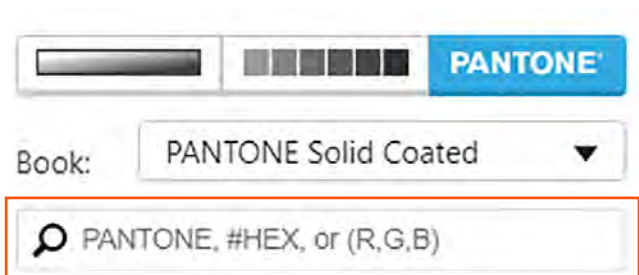 PANTONE®
Book: PANTONE Solid Coated
PANTONE, #HEX, or (R,G,B)